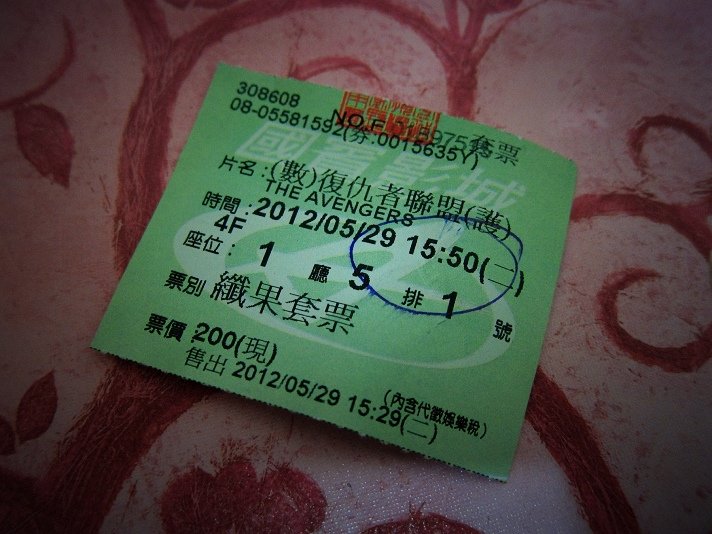 308608
NO.F 套票
08-05581592(券:0015635Y)
國賓影城
片名:(數)復仇者聯盟(護)
THE AVENGERS
時間:2012/05/29 15:50(二)
4F
座位: 1 廳 5 排 1 號
票別 纖果套票
票價:200(現)
(內含代徵娛樂稅)
售出 2012/05/29 15:29(二)